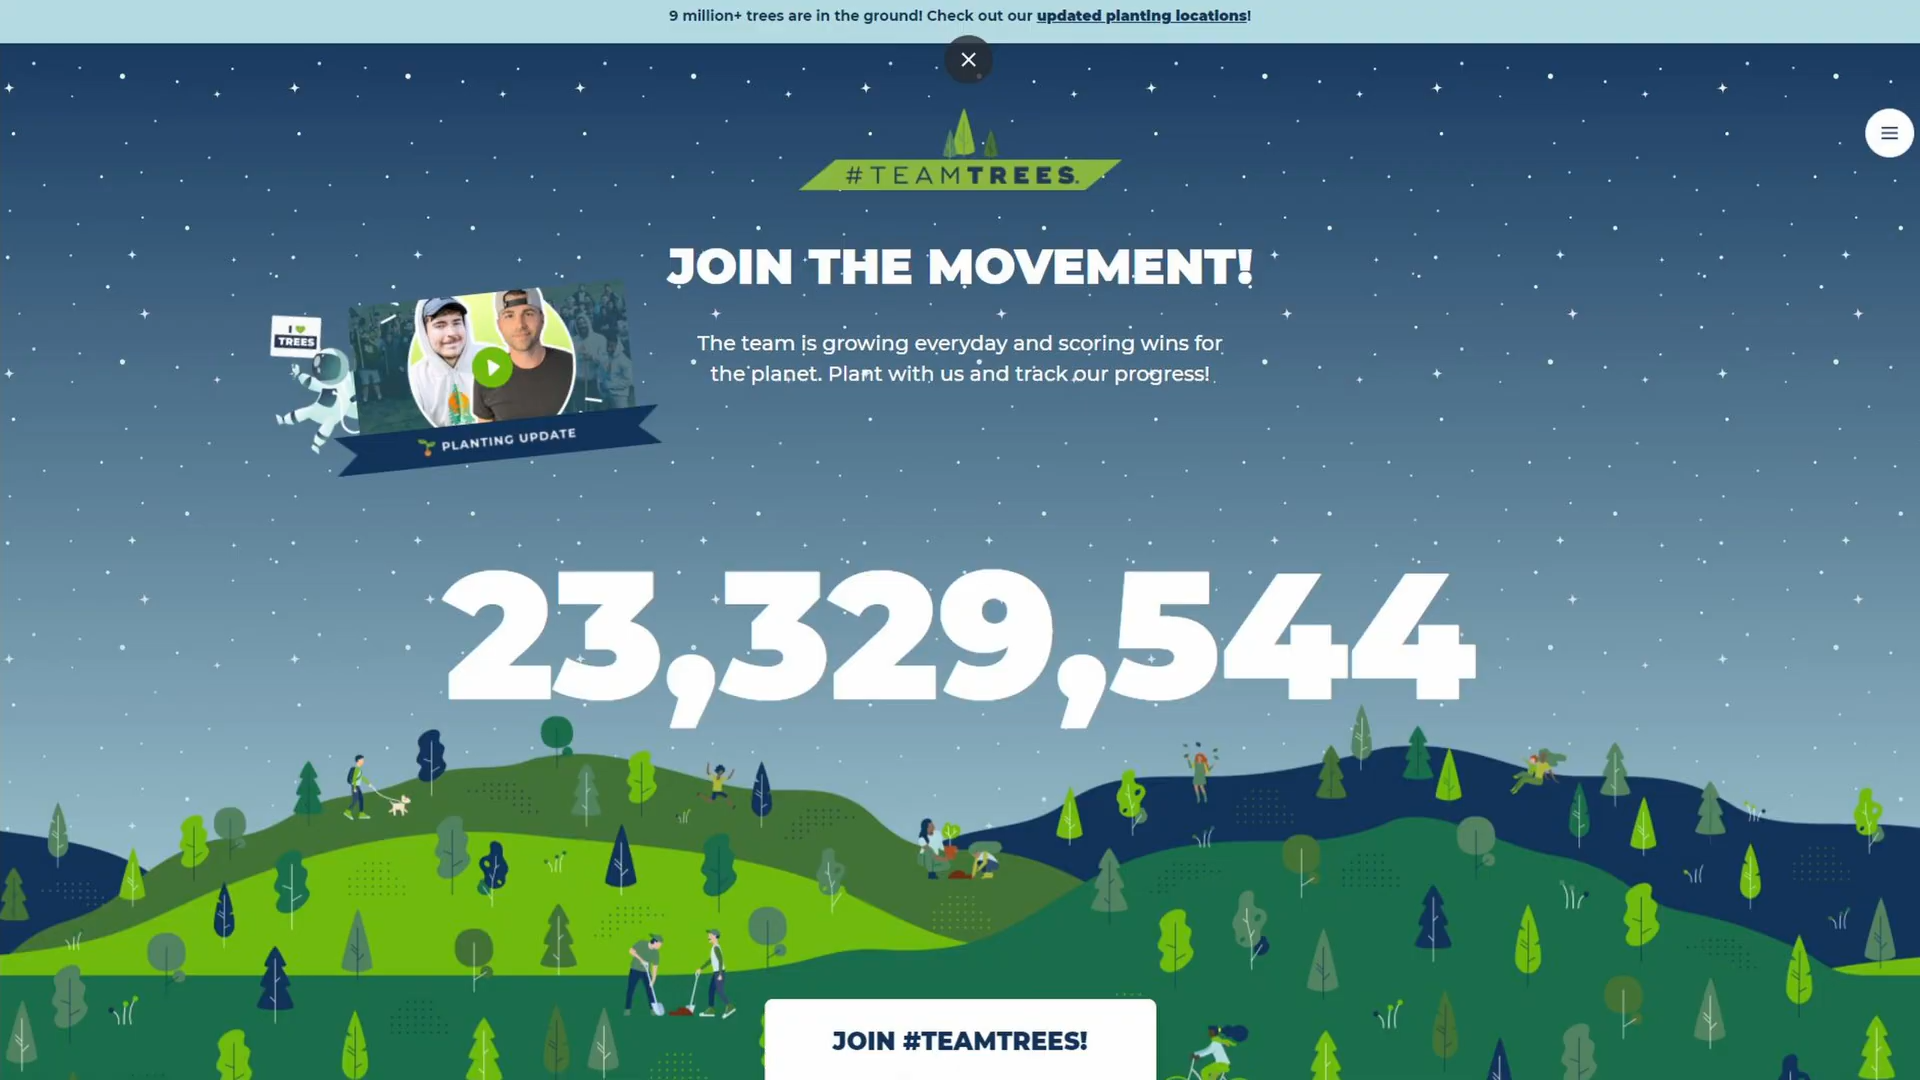 9 million+ trees are in the ground! Check out our updated planting locations!
#TEAMTREES.
JOIN THE MOVEMENT!
The team is growing everyday and scoring wins for
the planet. Plant with us and track our progress!
I
TREES
PLANTING UPDATE
23,329,544
JOIN #TEAMTREES!